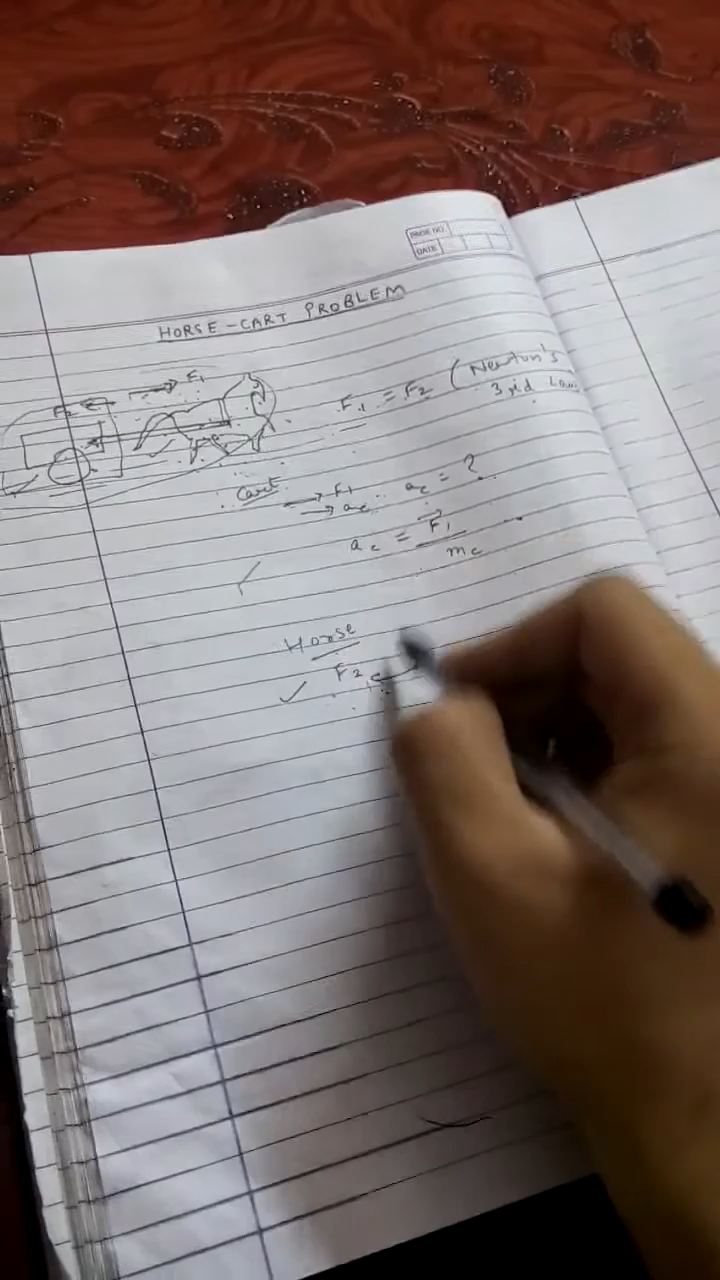 PAGE NO.
DATE
HORSE-CART PROBLEM
F2 F1
F1 = F2 (Newton's
3rd Law
Cart F1
ac ac = ?
ac = F1
mc
Horse
F2